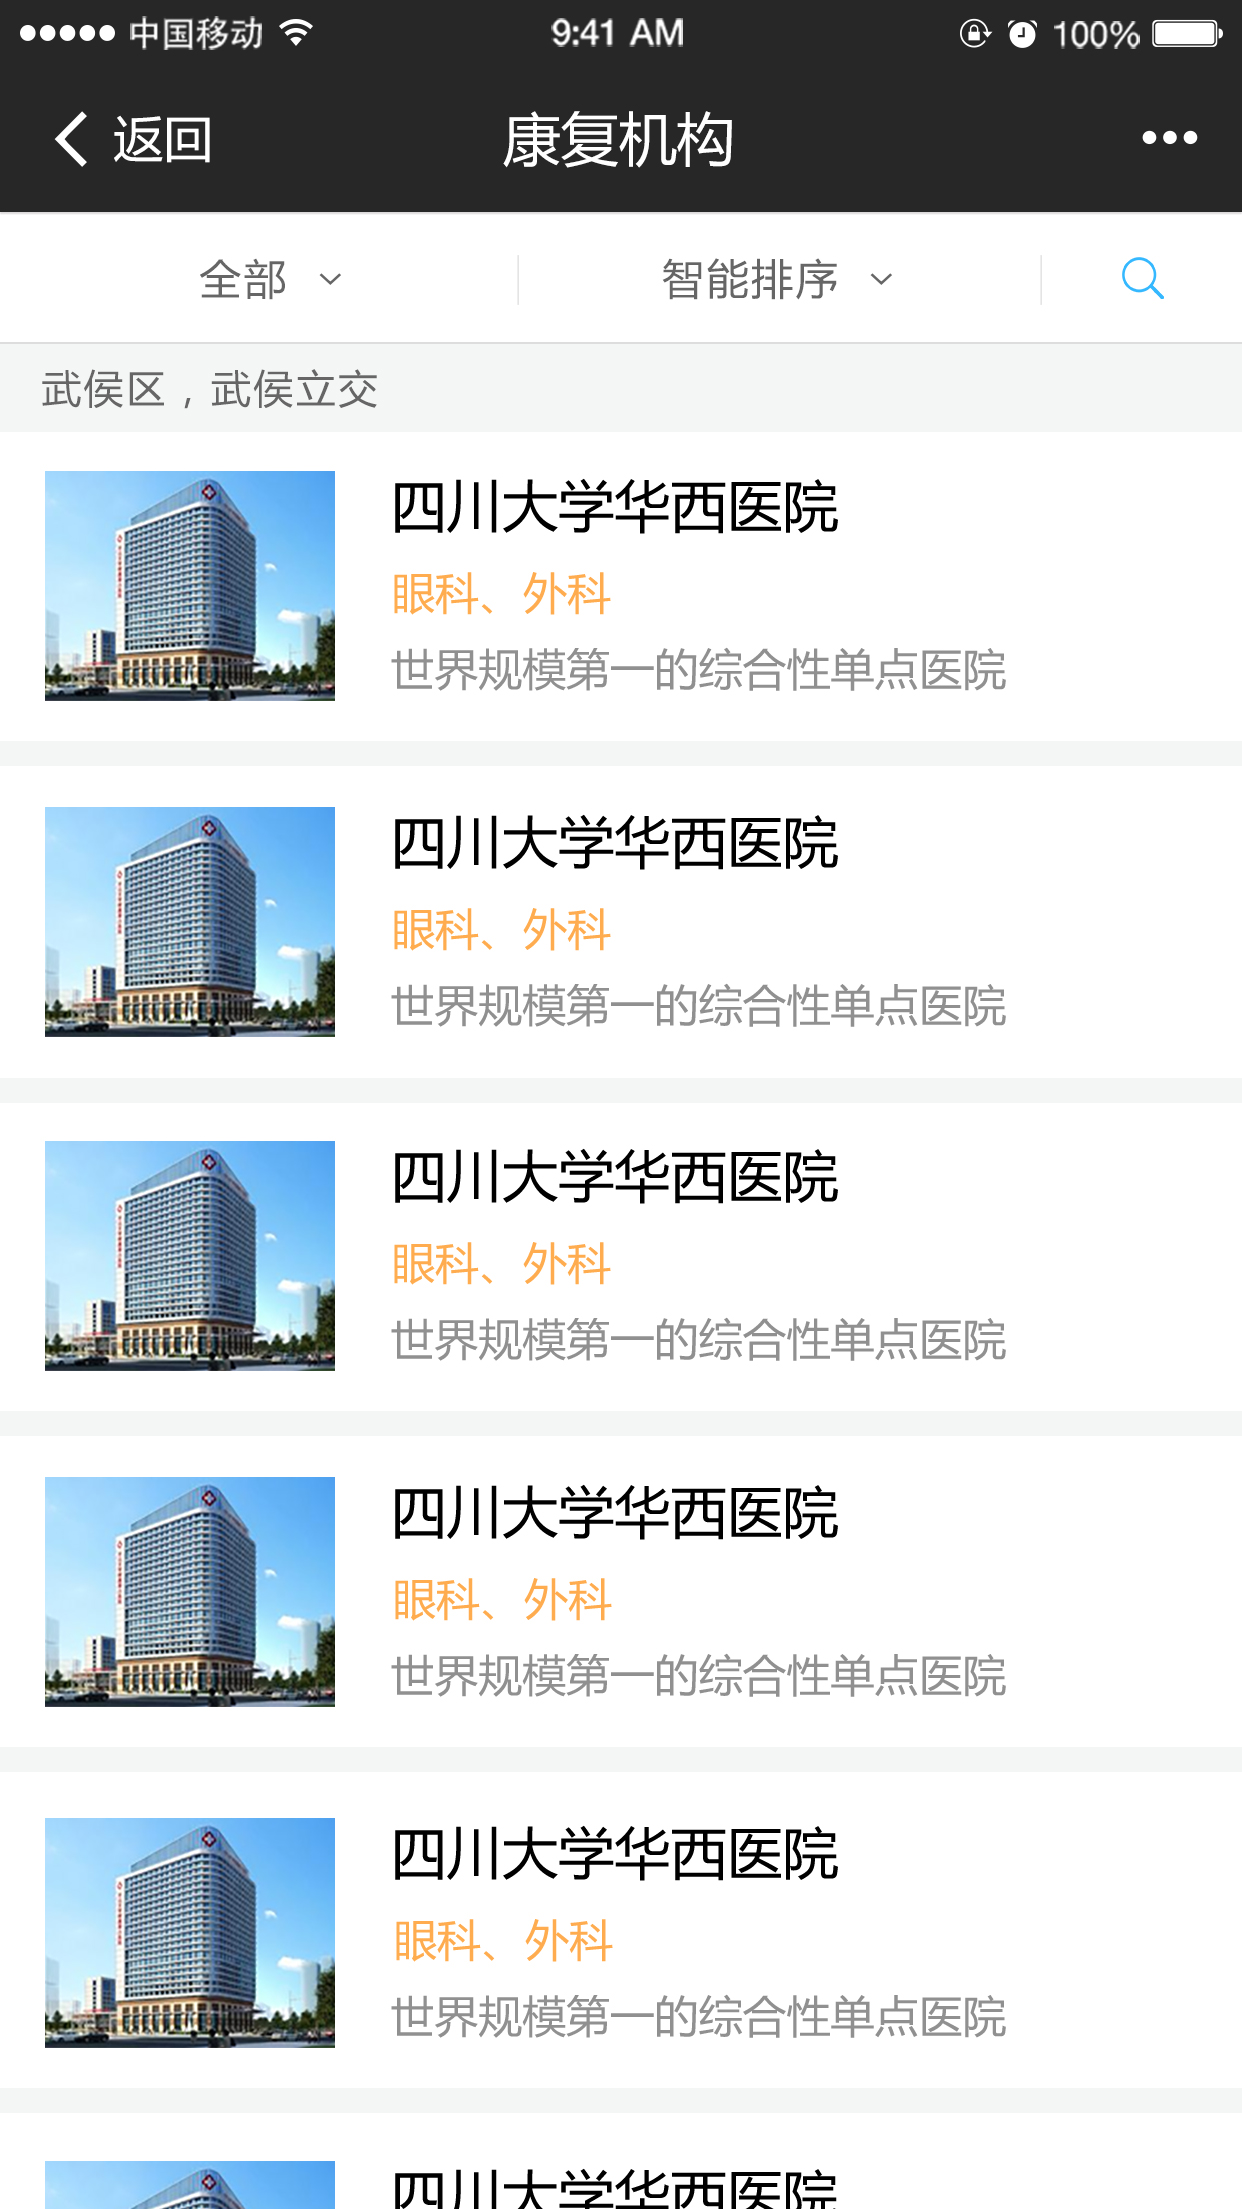 中国移动 9:41 AM 100%
返回 康复机构
全部 智能排序
武侯区，武侯立交
四川大学华西医院
眼科、外科
世界规模第一的综合性单点医院
四川大学华西医院
眼科、外科
世界规模第一的综合性单点医院
四川大学华西医院
眼科、外科
世界规模第一的综合性单点医院
四川大学华西医院
眼科、外科
世界规模第一的综合性单点医院
四川大学华西医院
眼科、外科
世界规模第一的综合性单点医院
四川大学华西医院